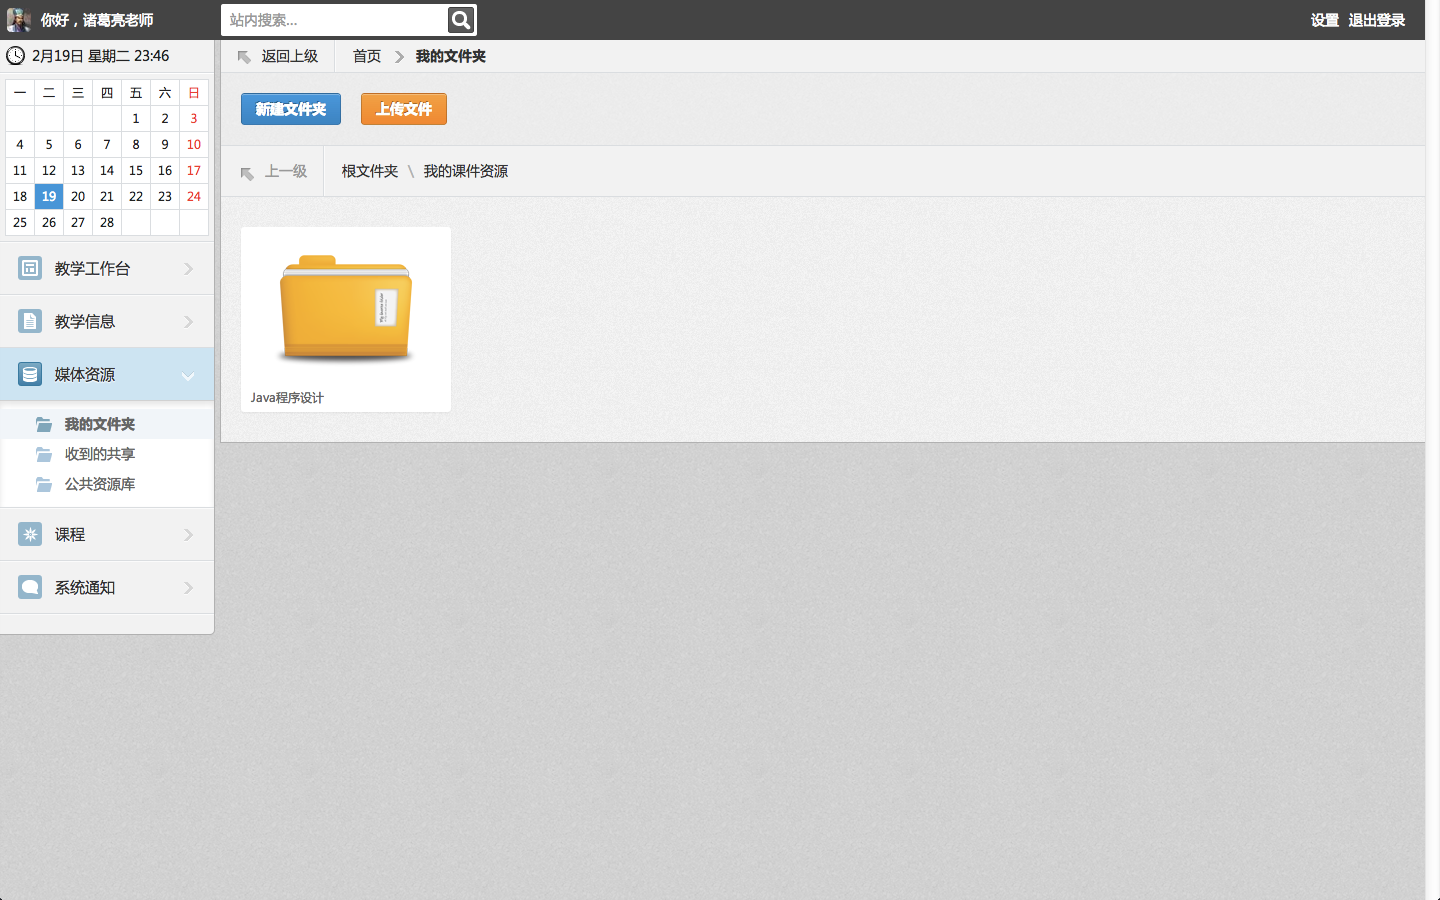 你好，诸葛亮老师
站内搜索...
设置 退出登录
2月19日 星期二 23:46
返回上级 首页 我的文件夹
一 二 三 四 五 六 日
1 2 3
4 5 6 7 8 9 10
11 12 13 14 15 16 17
18 19 20 21 22 23 24
25 26 27 28
新建文件夹 上传文件
上一级 根文件夹 \ 我的课件资源
Java程序设计
教学工作台
教学信息
媒体资源
我的文件夹
收到的共享
公共资源库
课程
系统通知